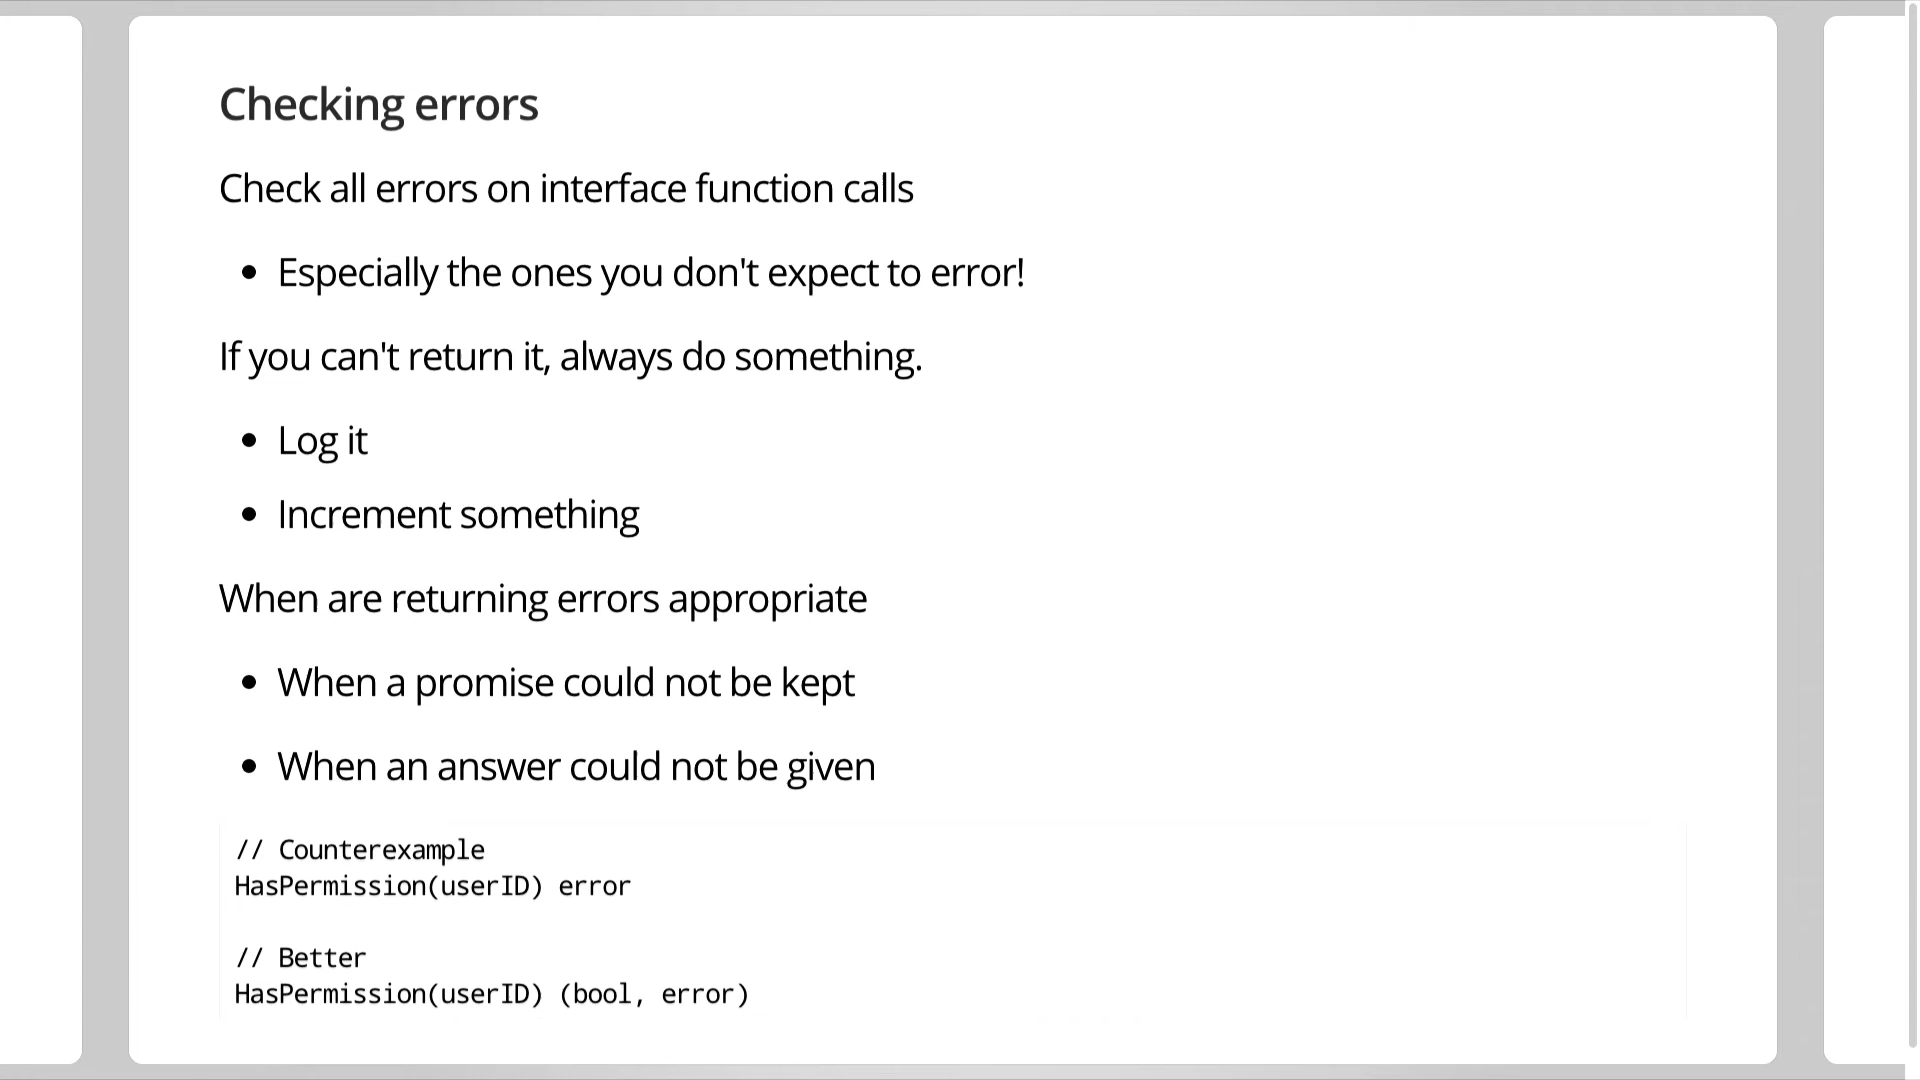 Checking errors
Check all errors on interface function calls
• Especially the ones you don't expect to error!
If you can't return it, always do something.
• Log it
• Increment something
When are returning errors appropriate
• When a promise could not be kept
• When an answer could not be given
// Counterexample
HasPermission(userID) error
// Better
HasPermission(userID) (bool, error)